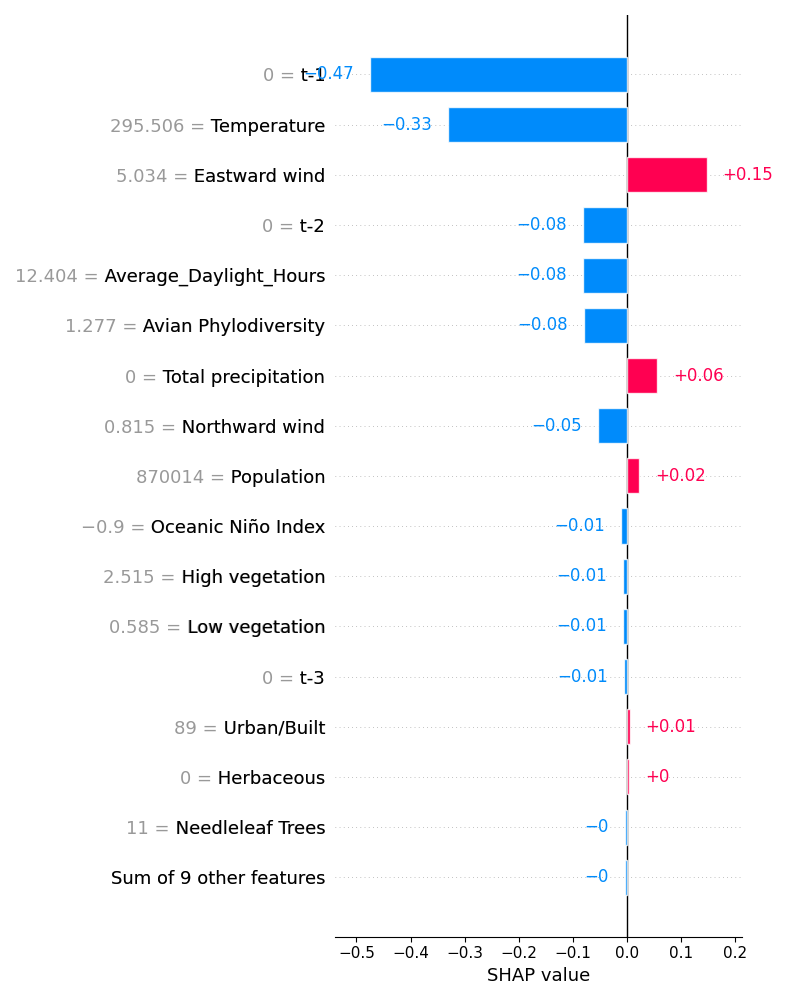 0 = t-1 −0.47
295.506 = Temperature −0.33
5.034 = Eastward wind +0.15
0 = t-2 −0.08
12.404 = Average_Daylight_Hours −0.08
1.277 = Avian Phylodiversity −0.08
0 = Total precipitation +0.06
0.815 = Northward wind −0.05
870014 = Population +0.02
−0.9 = Oceanic Niño Index −0.01
2.515 = High vegetation −0.01
0.585 = Low vegetation −0.01
0 = t-3 −0.01
89 = Urban/Built +0.01
0 = Herbaceous +0
11 = Needleleaf Trees −0
Sum of 9 other features −0
−0.5 −0.4 −0.3 −0.2 −0.1 0.0 0.1 0.2
SHAP value